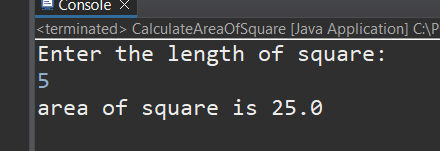 Console ×
<terminated> CalculateAreaOfSquare [Java Application] C:\P
Enter the length of square:
5
area of square is 25.0